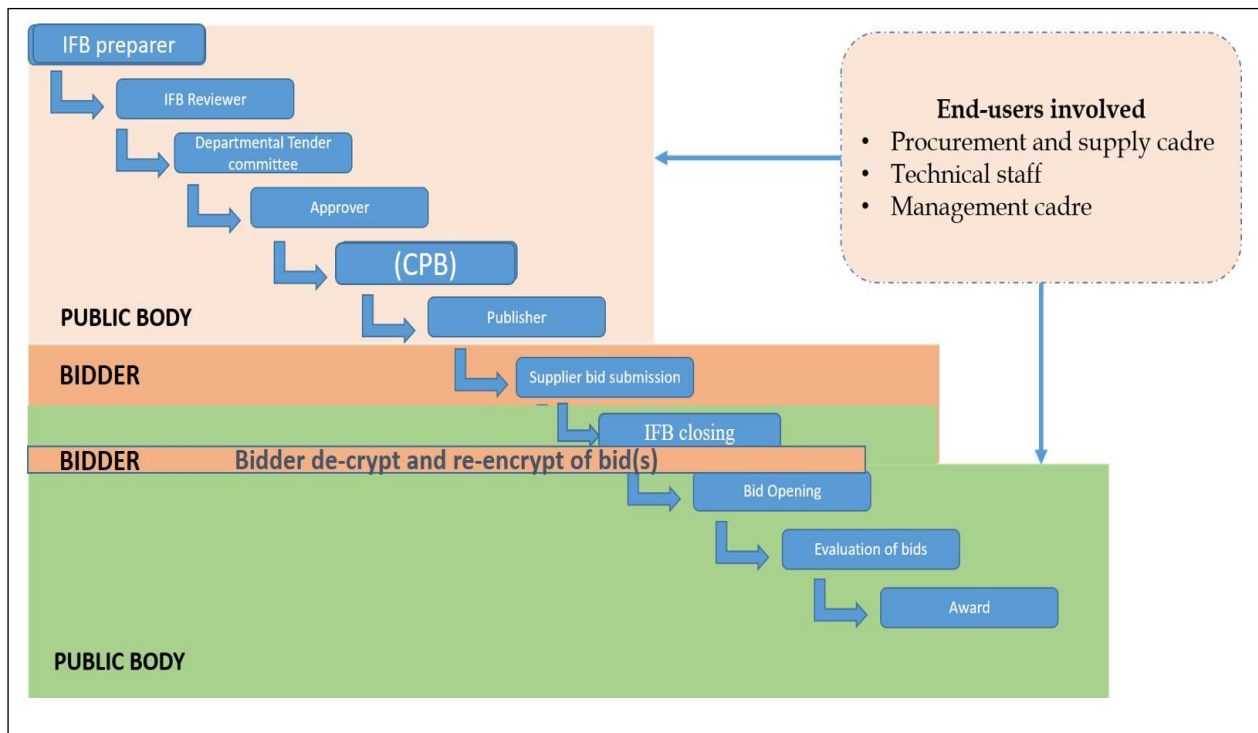 IFB preparer
IFB Reviewer
Departmental Tender
committee
Approver
(CPB)
Publisher
PUBLIC BODY
BIDDER
Supplier bid submission
IFB closing
BIDDER Bidder de-crypt and re-encrypt of bid(s)
Bid Opening
Evaluation of bids
Award
PUBLIC BODY
End-users involved
• Procurement and supply cadre
• Technical staff
• Management cadre